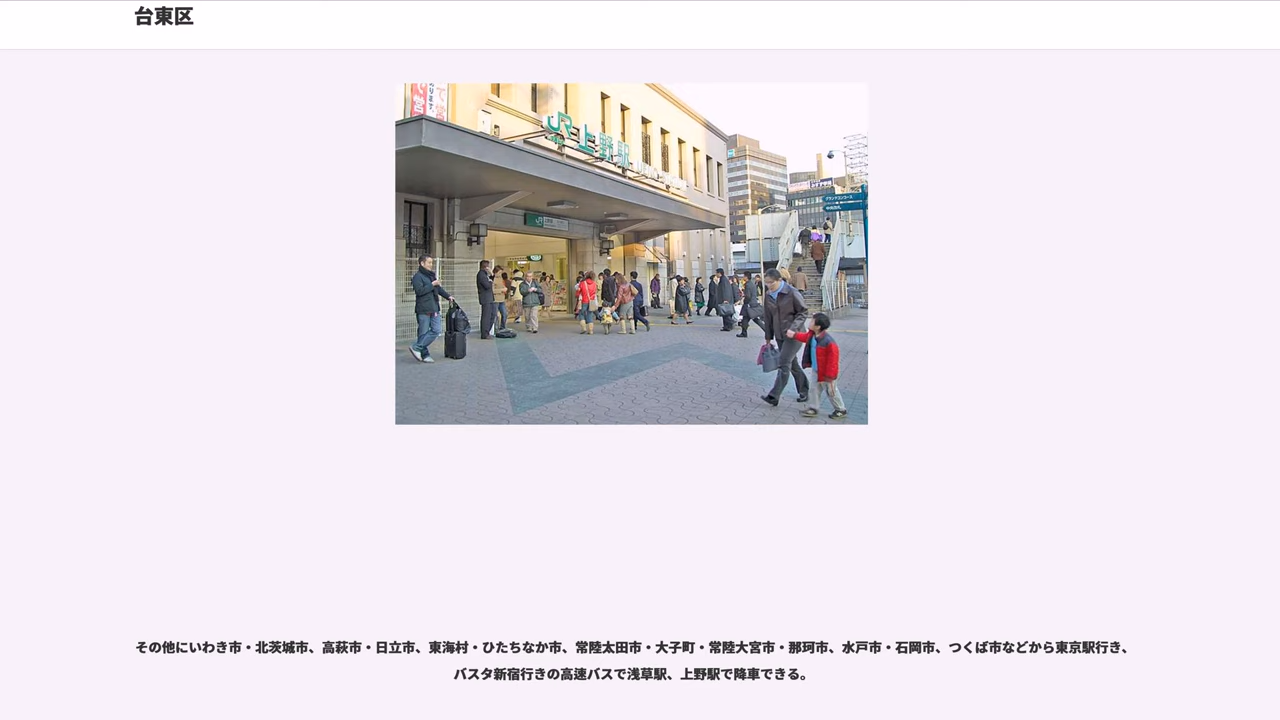 台東区
JR上野駅
その他にいわき市・北茨城市、高萩市・日立市、東海村・ひたちなか市、常陸太田市・大子町・常陸大宮市・那珂市、水戸市・石岡市、つくば市などから東京駅行き、
バスタ新宿行きの高速バスで浅草駅、上野駅で降車できる。